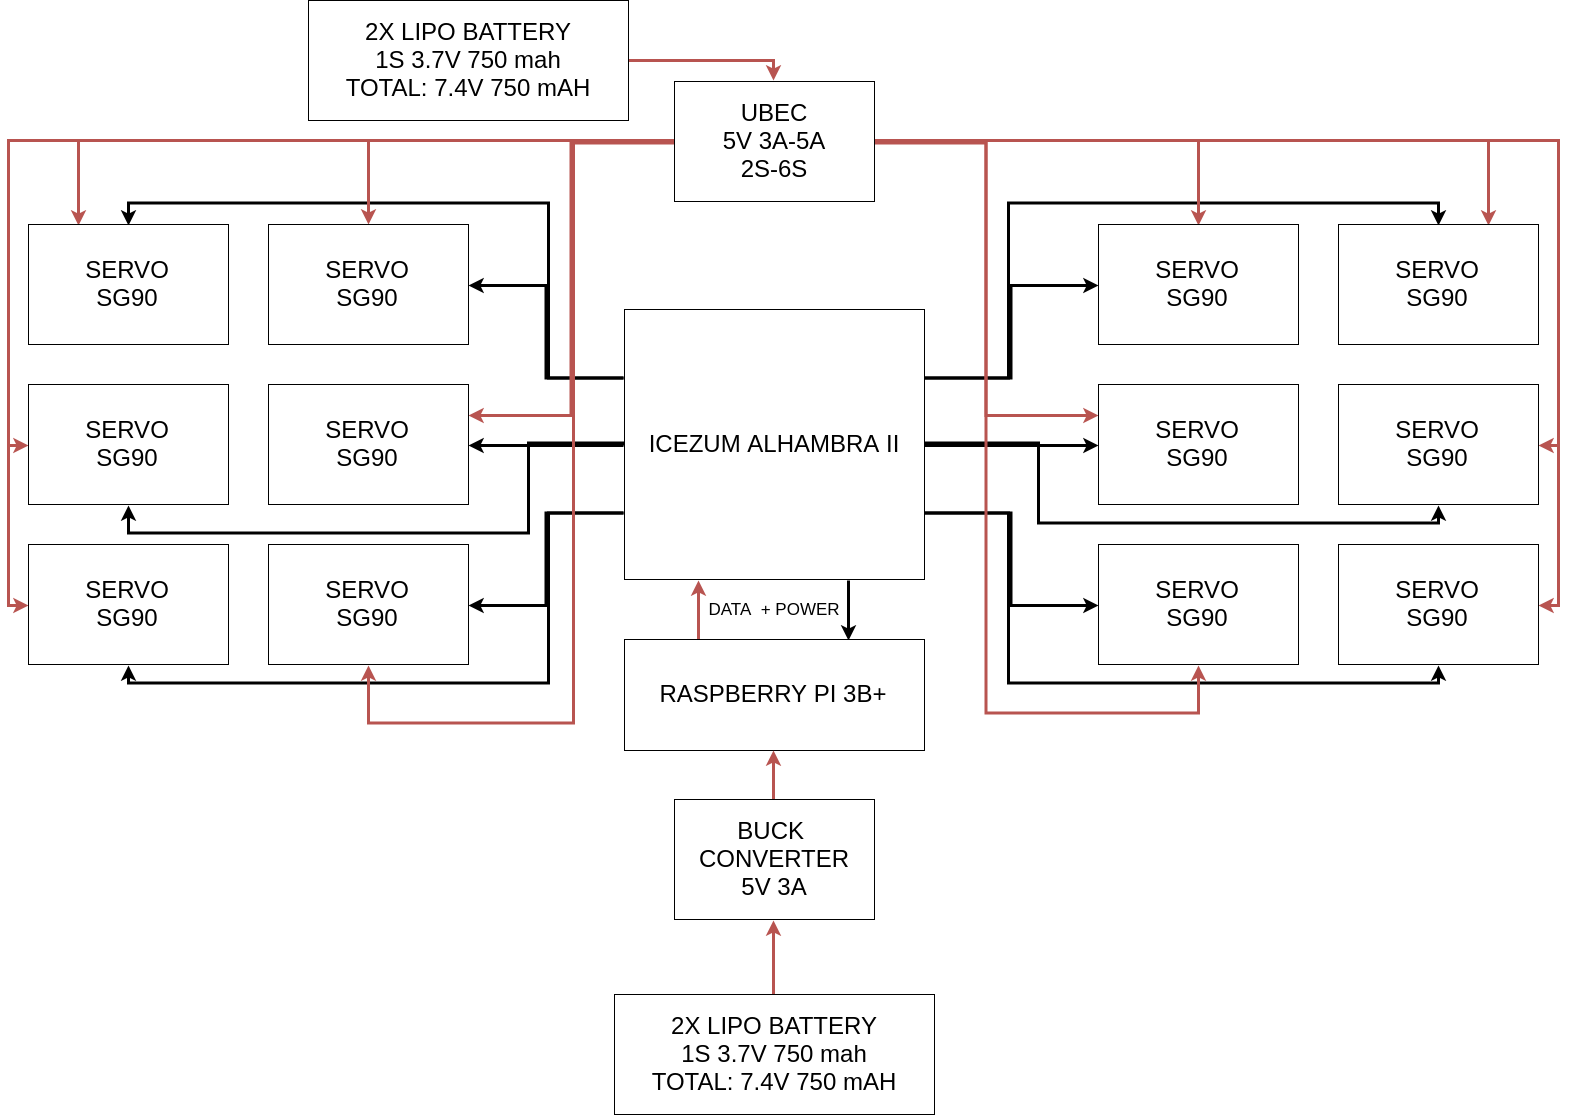 2X LIPO BATTERY
1S 3.7V 750 mah
TOTAL: 7.4V 750 mAH
UBEC
5V 3A-5A
2S-6S
SERVO
SG90
SERVO
SG90
SERVO
SG90
SERVO
SG90
SERVO
SG90
SERVO
SG90
ICEZUM ALHAMBRA II
SERVO
SG90
SERVO
SG90
SERVO
SG90
SERVO
SG90
DATA + POWER
SERVO
SG90
SERVO
SG90
RASPBERRY PI 3B+
BUCK
CONVERTER
5V 3A
2X LIPO BATTERY
1S 3.7V 750 mah
TOTAL: 7.4V 750 mAH